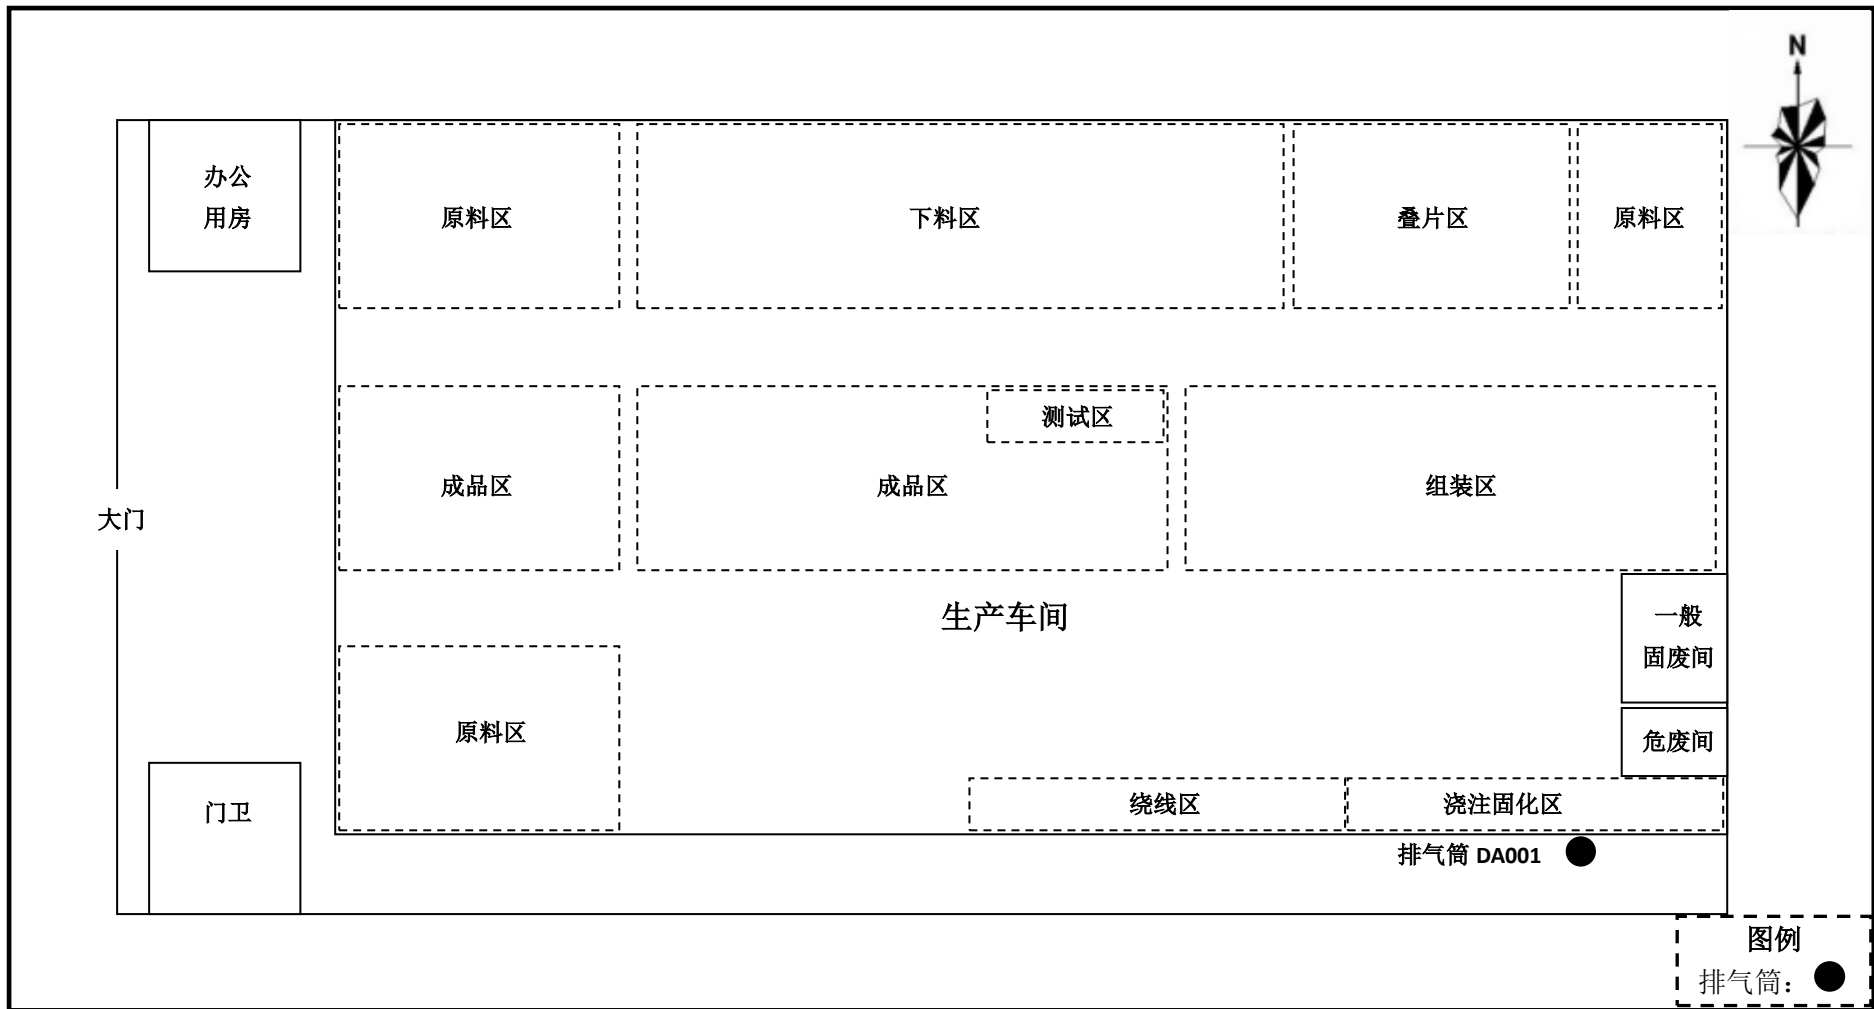 N
办公
用房
原料区
下料区
叠片区
原料区
测试区
成品区
成品区
组装区
大门
生产车间
一般
固废间
原料区
危废间
门卫
绕线区
浇注固化区
排气筒 DA001
图例
排气筒：